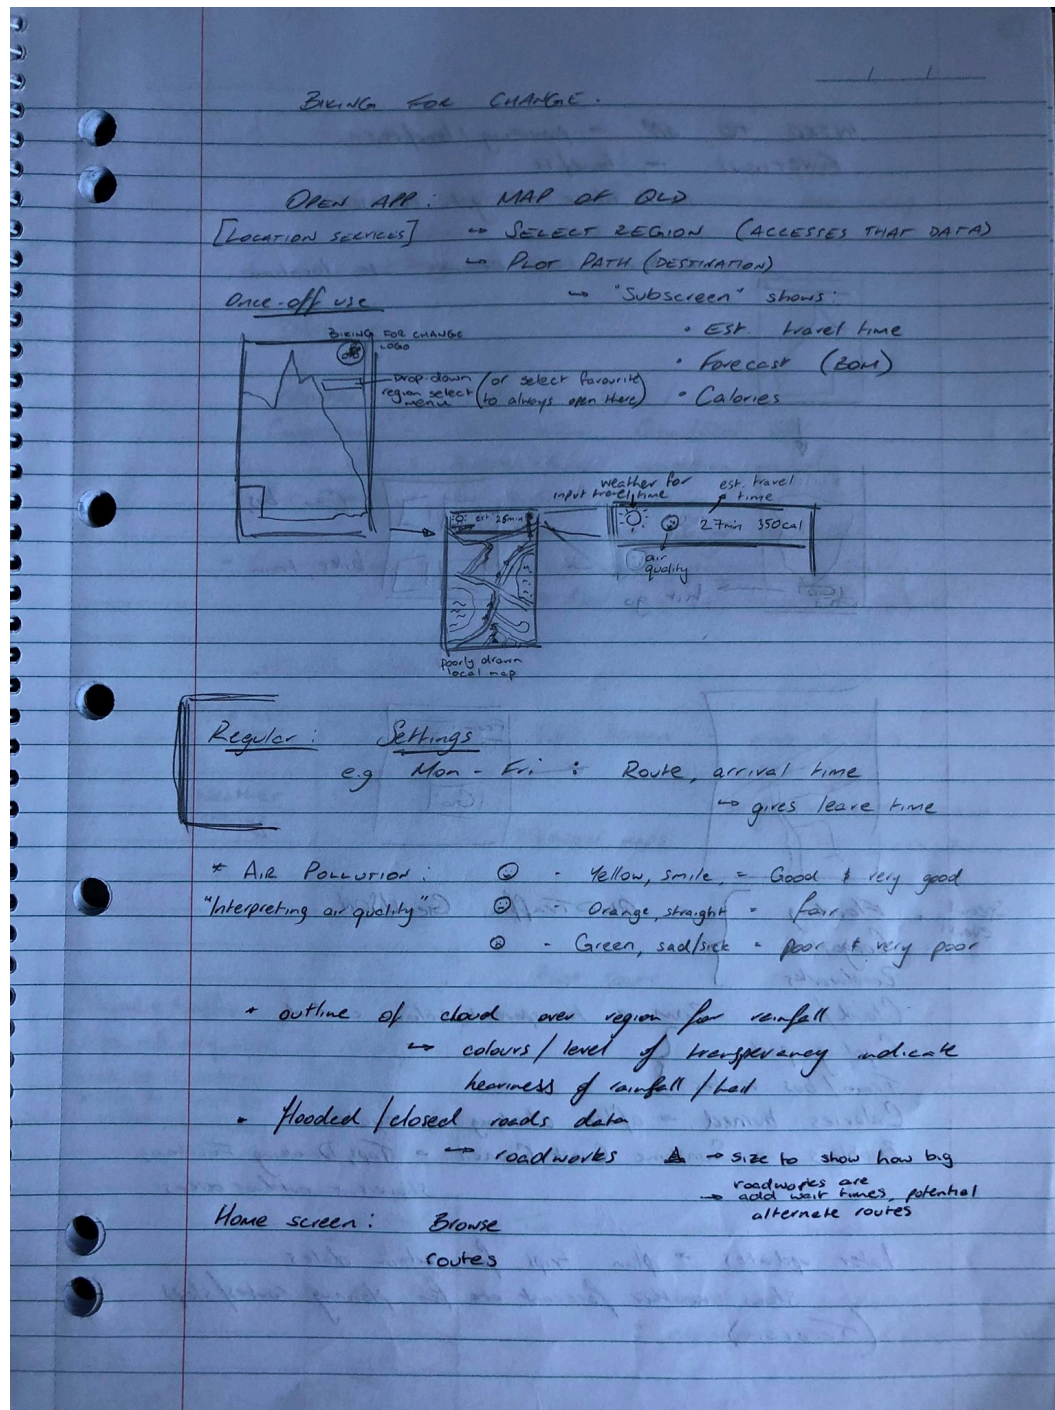 BIKING FOR CHANGE.
OPEN APP: MAP OF QLD
[LOCATION SERVICES] ↪ SELECT REGION (ACCESSES THAT DATA)
↪ PLOT PATH (DESTINATION)
Once-off use ↪ "Subscreen" shows:
• Est. travel time
• Forecast (BOM)
• Calories
BIKING FOR CHANGE
LOGO
Drop-down (or select favourite
region select to always open there)
menu
weather for est. travel
input travel time time
est 25min
27min 350cal
air
quality
poorly drawn
local map
Regular: Settings
e.g Mon - Fri : Route, arrival time
↪ gives leave time
* AIR POLLUTION: - Yellow, smile, = Good & very good
"Interpreting air quality" - Orange, straight = fair
- Green, sad/sick = poor & very poor
* outline of cloud over region for rainfall
↪ colours/level of transperancy indicate
heaviness of rainfall/hail
• flooded/closed roads data
↪ roadworks → size to show how big
roadworks are
→ add wait times, potential
alternate routes
Home screen: Browse
routes